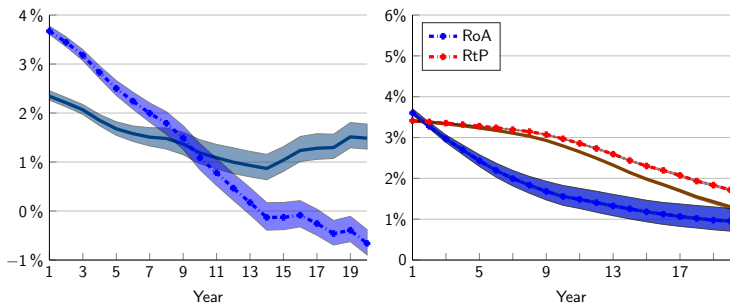 4 %
3 %
2 %
1 %
0 %
−1 %
1 3 5 7 9 11 13 15 17 19
Year
6%
5%
4%
3%
2%
1%
0
1 5 9 13
Year
RoA
RtP